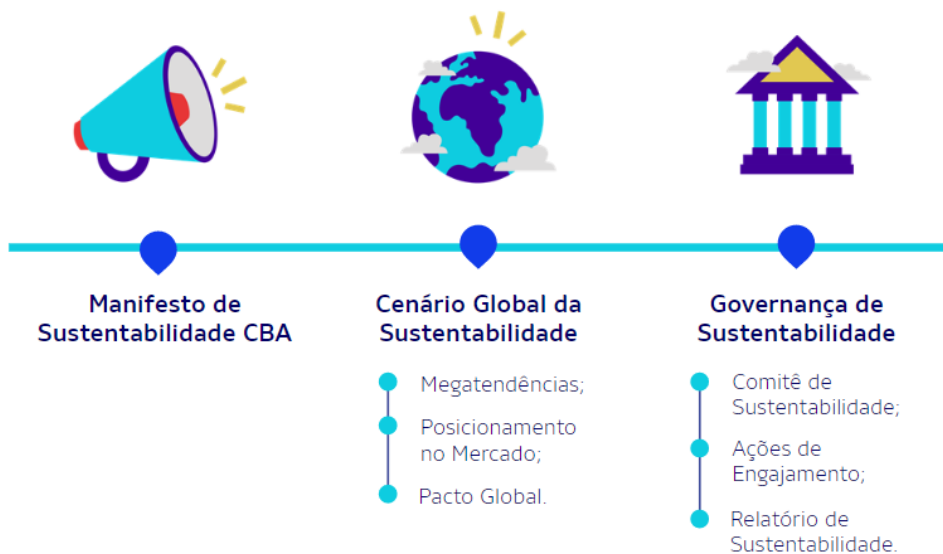 Manifesto de
Sustentabilidade CBA
Cenário Global da
Sustentabilidade
Megatendências;
Posicionamento
no Mercado;
Pacto Global.
Governança de
Sustentabilidade
Comitê de
Sustentabilidade;
Ações de
Engajamento;
Relatório de
Sustentabilidade.